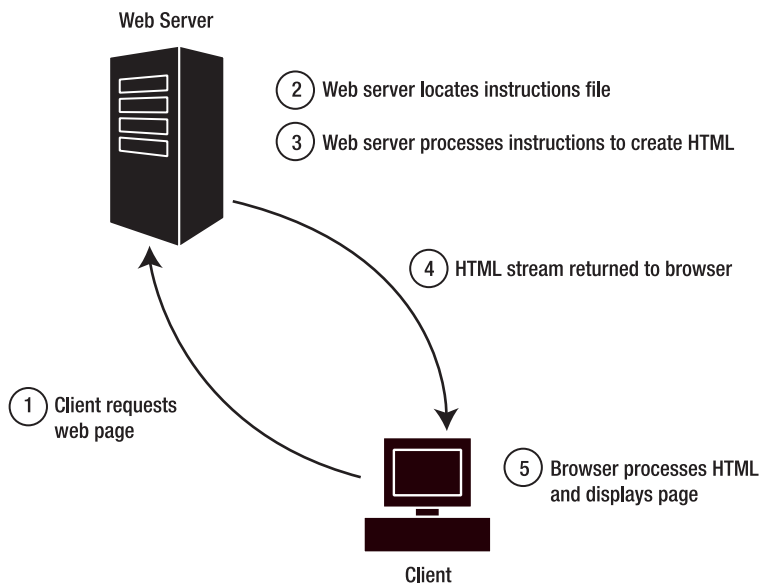 Web Server
2 Web server locates instructions file
3 Web server processes instructions to create HTML
4 HTML stream returned to browser
1 Client requests
web page
5 Browser processes HTML
and displays page
Client